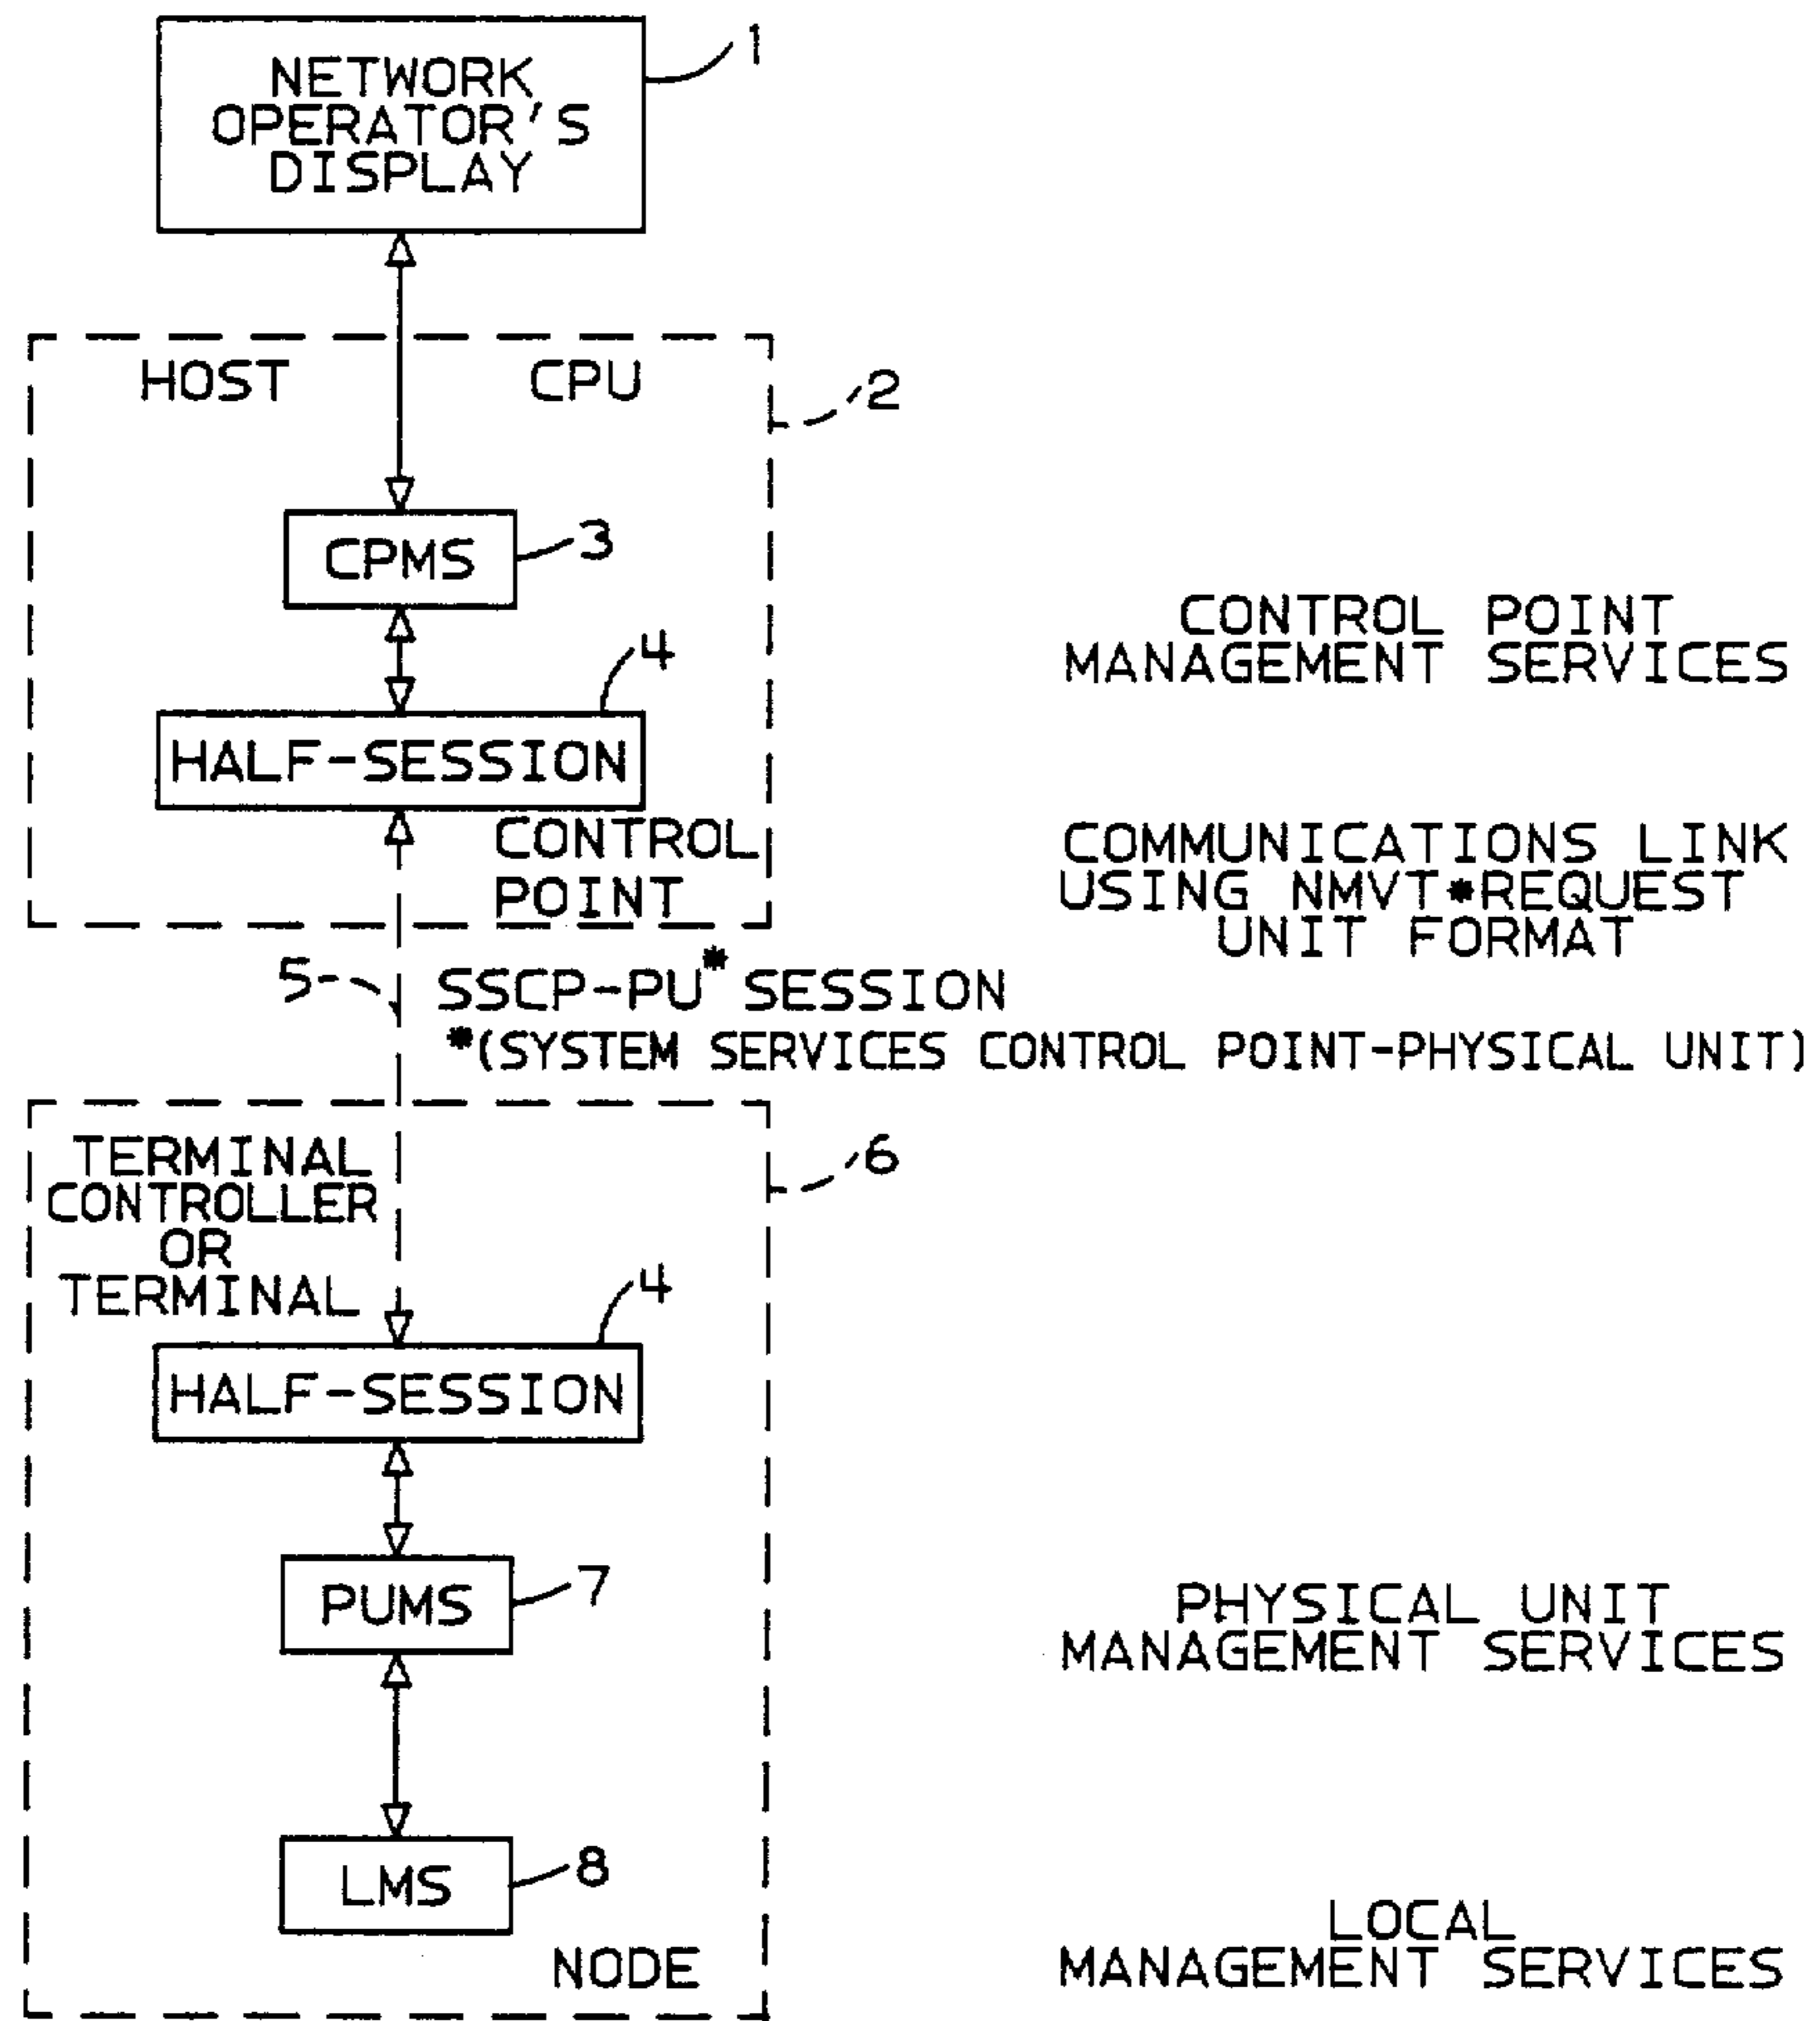 NETWORK
OPERATOR'S
DISPLAY
1
HOST CPU
2
CPMS
3
CONTROL POINT
MANAGEMENT SERVICES
4
HALF-SESSION
CONTROL
POINT
COMMUNICATIONS LINK
USING NMVT*REQUEST
UNIT FORMAT
5
SSCP-PU* SESSION
*(SYSTEM SERVICES CONTROL POINT-PHYSICAL UNIT)
TERMINAL
CONTROLLER
OR
TERMINAL
6
4
HALF-SESSION
PUMS
7
PHYSICAL UNIT
MANAGEMENT SERVICES
LMS
8
NODE
LOCAL
MANAGEMENT SERVICES